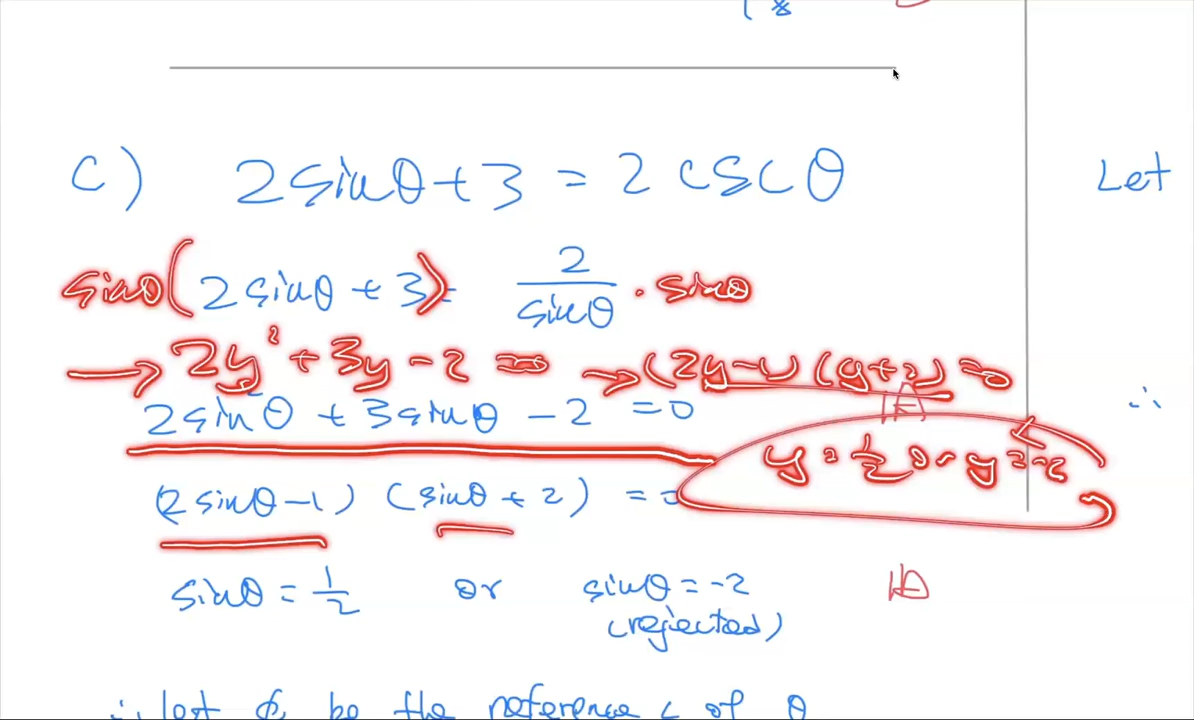 c) 2sinθ + 3 = 2cscθ
Let
sinθ(2sinθ + 3) = 2/sinθ · sinθ
→ 2y² + 3y - 2 = 0 → (2y-1)(y+2) = 0
2sin²θ + 3sinθ - 2 = 0
∴
y = 1/2 or y = -2
(2sinθ-1) (sinθ + 2) = 0
sinθ = 1/2 or sinθ = -2
(rejected)
∴ let φ, be the reference ∠ of θ